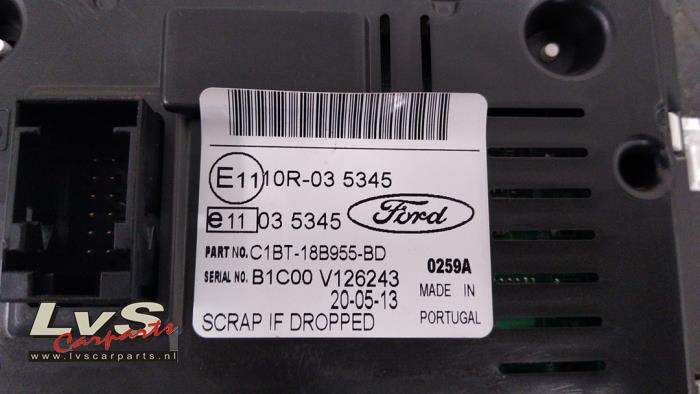 E11 10R-03 5345
e 11 03 5345 Ford
PART NO. C1BT-18B955-BD
SERIAL NO. B1C00 V126243 0259A
20-05-13 MADE IN
SCRAP IF DROPPED PORTUGAL
LvS
Carparts
www.lvscarparts.nl